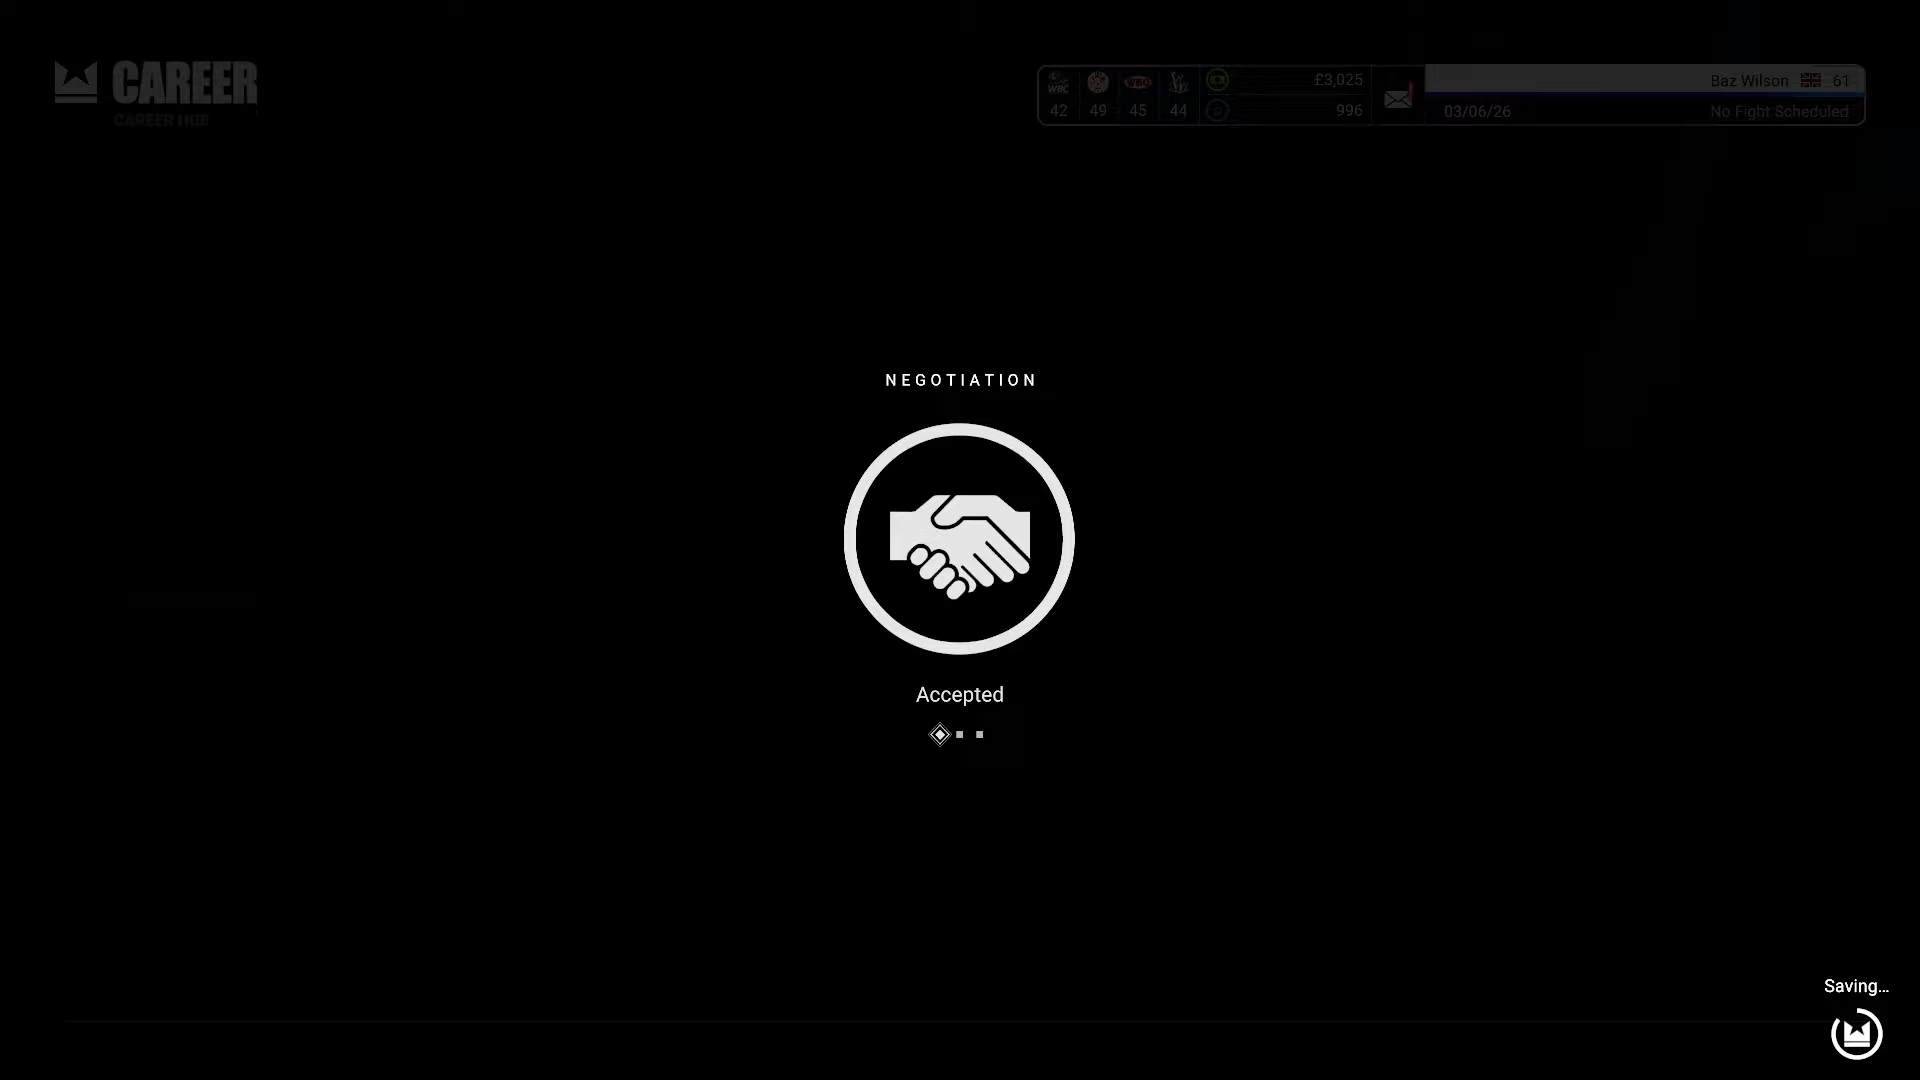 CAREER
CAREER HUB
WBC
WBO
42
49
45
44
£3,025
996
Baz Wilson
61
03/06/26
No Fight Scheduled
NEGOTIATION
Accepted
Saving...